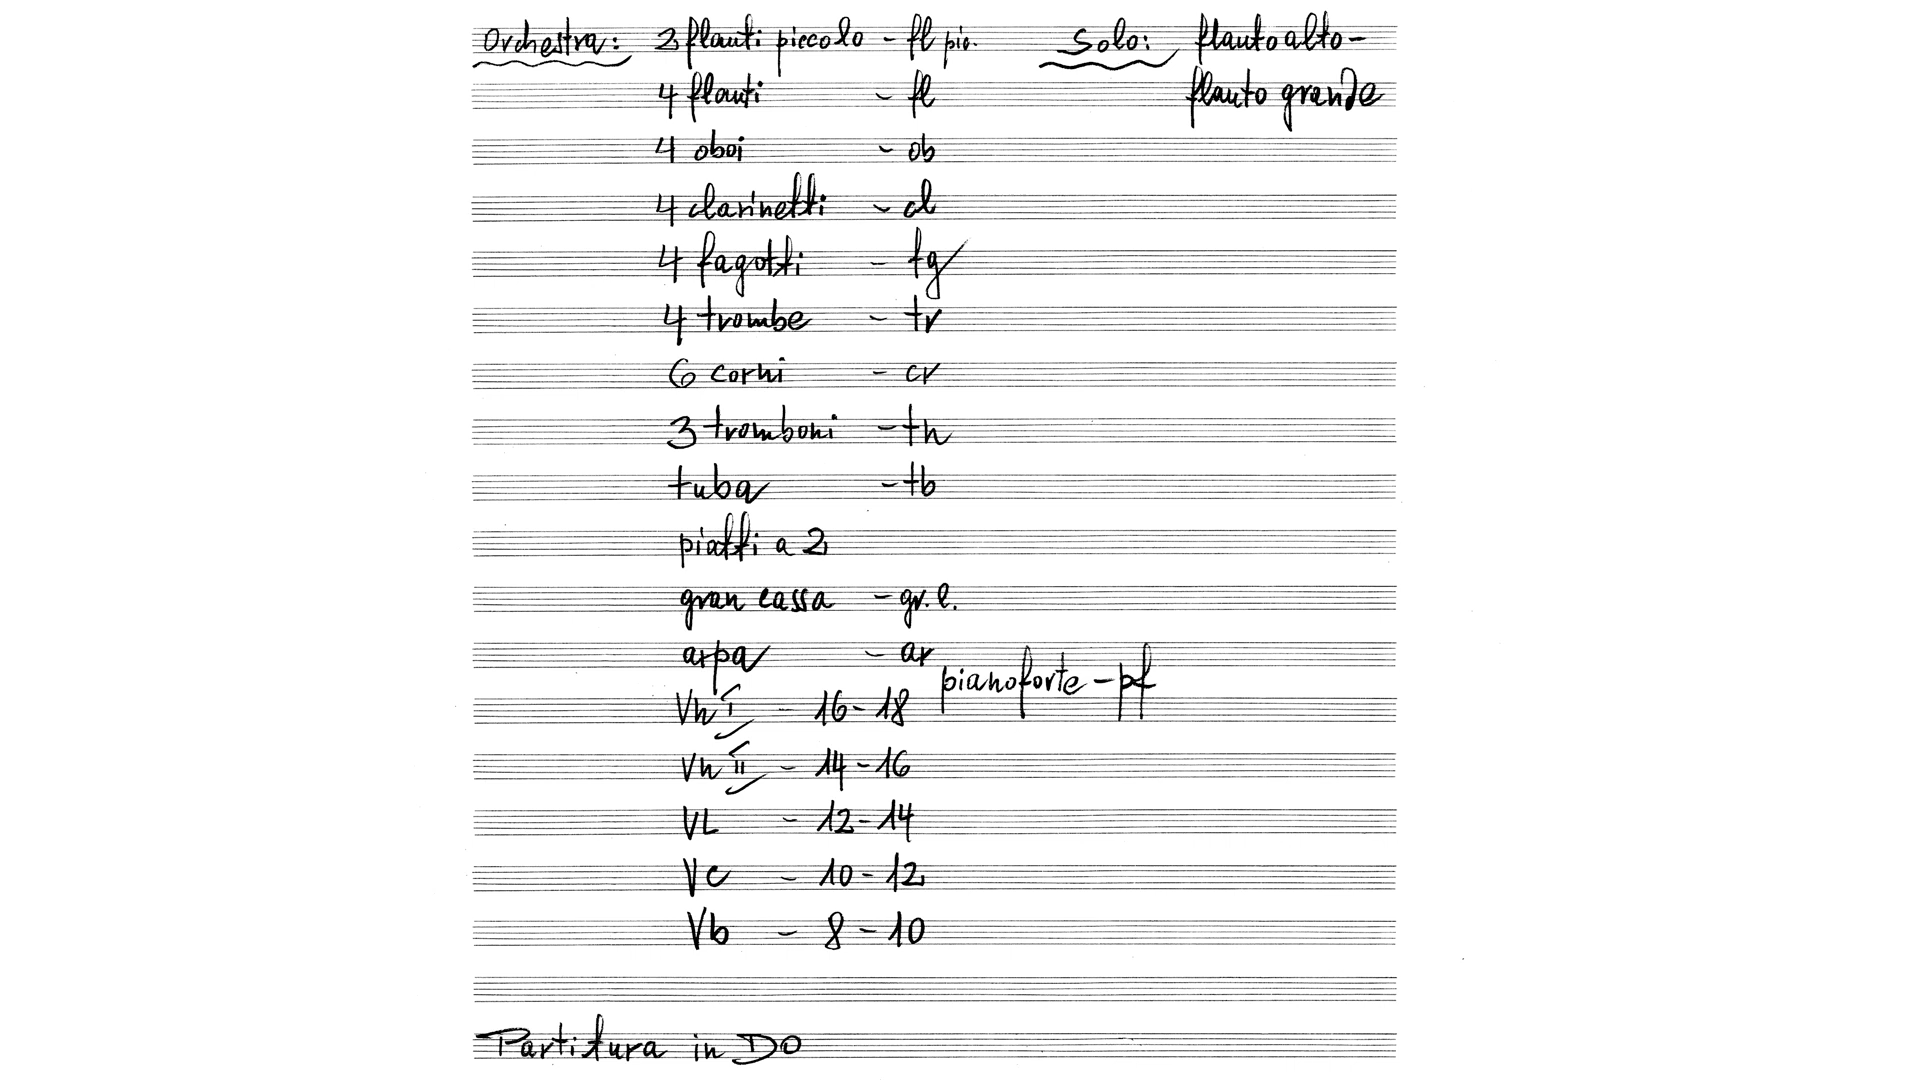 Orchestra: 2 flauti piccolo - fl pic. Solo: flauto alto -
4 flauti - fl flauto grande
4 oboi - ob
4 clarinetti - cl
4 fagotti - fg
4 trombe - tr
6 corni - cr
3 tromboni - tn
tuba - tb
piatti a 2
gran cassa - gr. c.
arpa - ar
pianoforte - pf
Vn I - 16 - 18
Vn II - 14 - 16
VL - 12 - 14
Vc - 10 - 12
Vb - 8 - 10
Partitura in DO